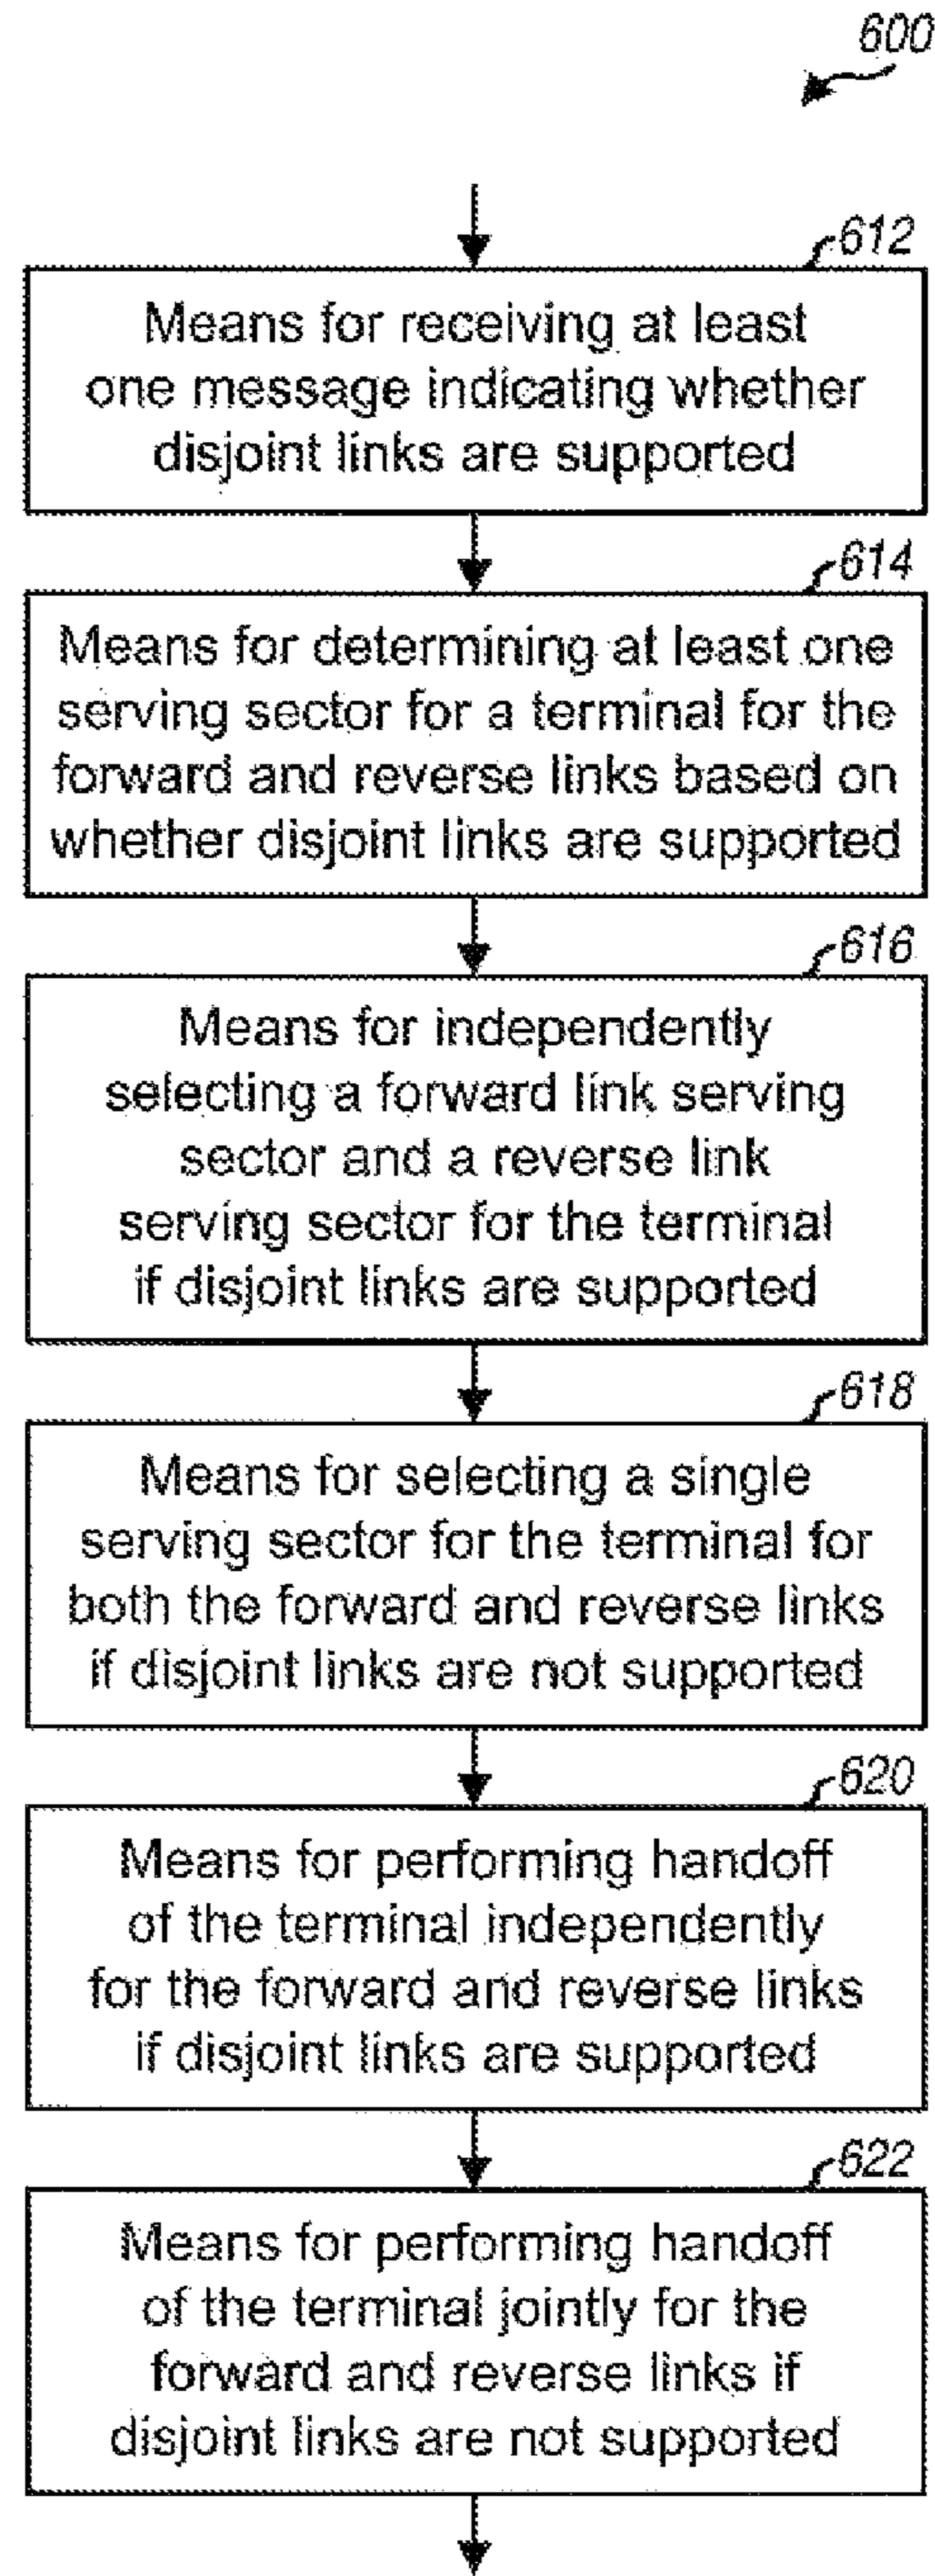 600
612
Means for receiving at least
one message indicating whether
disjoint links are supported
614
Means for determining at least one
serving sector for a terminal for the
forward and reverse links based on
whether disjoint links are supported
616
Means for independently
selecting a forward link serving
sector and a reverse link
serving sector for the terminal
if disjoint links are supported
618
Means for selecting a single
serving sector for the terminal for
both the forward and reverse links
if disjoint links are not supported
620
Means for performing handoff
of the terminal independently
for the forward and reverse links
if disjoint links are supported
622
Means for performing handoff
of the terminal jointly for the
forward and reverse links if
disjoint links are not supported